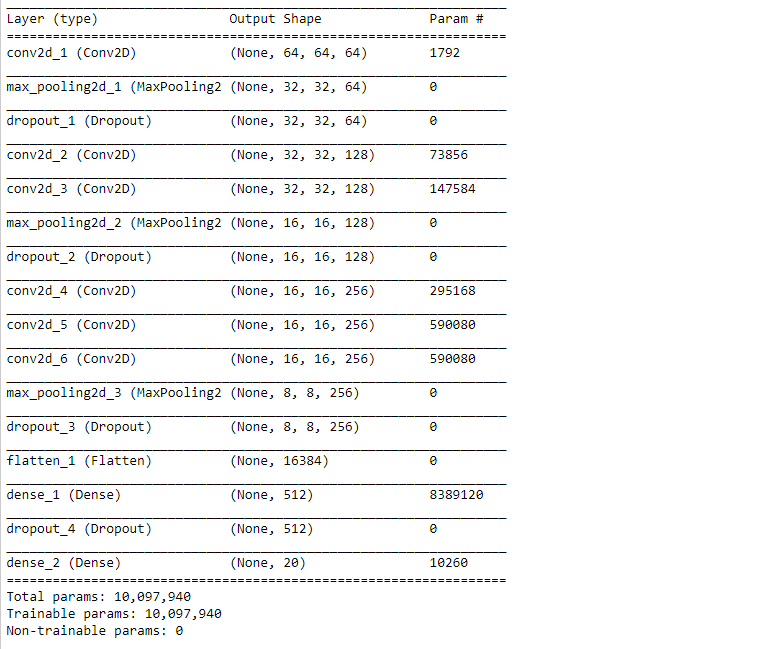 Layer (type) Output Shape Param #
conv2d_1 (Conv2D) (None, 64, 64, 64) 1792
max_pooling2d_1 (MaxPooling2 (None, 32, 32, 64) 0
dropout_1 (Dropout) (None, 32, 32, 64) 0
conv2d_2 (Conv2D) (None, 32, 32, 128) 73856
conv2d_3 (Conv2D) (None, 32, 32, 128) 147584
max_pooling2d_2 (MaxPooling2 (None, 16, 16, 128) 0
dropout_2 (Dropout) (None, 16, 16, 128) 0
conv2d_4 (Conv2D) (None, 16, 16, 256) 295168
conv2d_5 (Conv2D) (None, 16, 16, 256) 590080
conv2d_6 (Conv2D) (None, 16, 16, 256) 590080
max_pooling2d_3 (MaxPooling2 (None, 8, 8, 256) 0
dropout_3 (Dropout) (None, 8, 8, 256) 0
flatten_1 (Flatten) (None, 16384) 0
dense_1 (Dense) (None, 512) 8389120
dropout_4 (Dropout) (None, 512) 0
dense_2 (Dense) (None, 20) 10260
Total params: 10,097,940
Trainable params: 10,097,940
Non-trainable params: 0